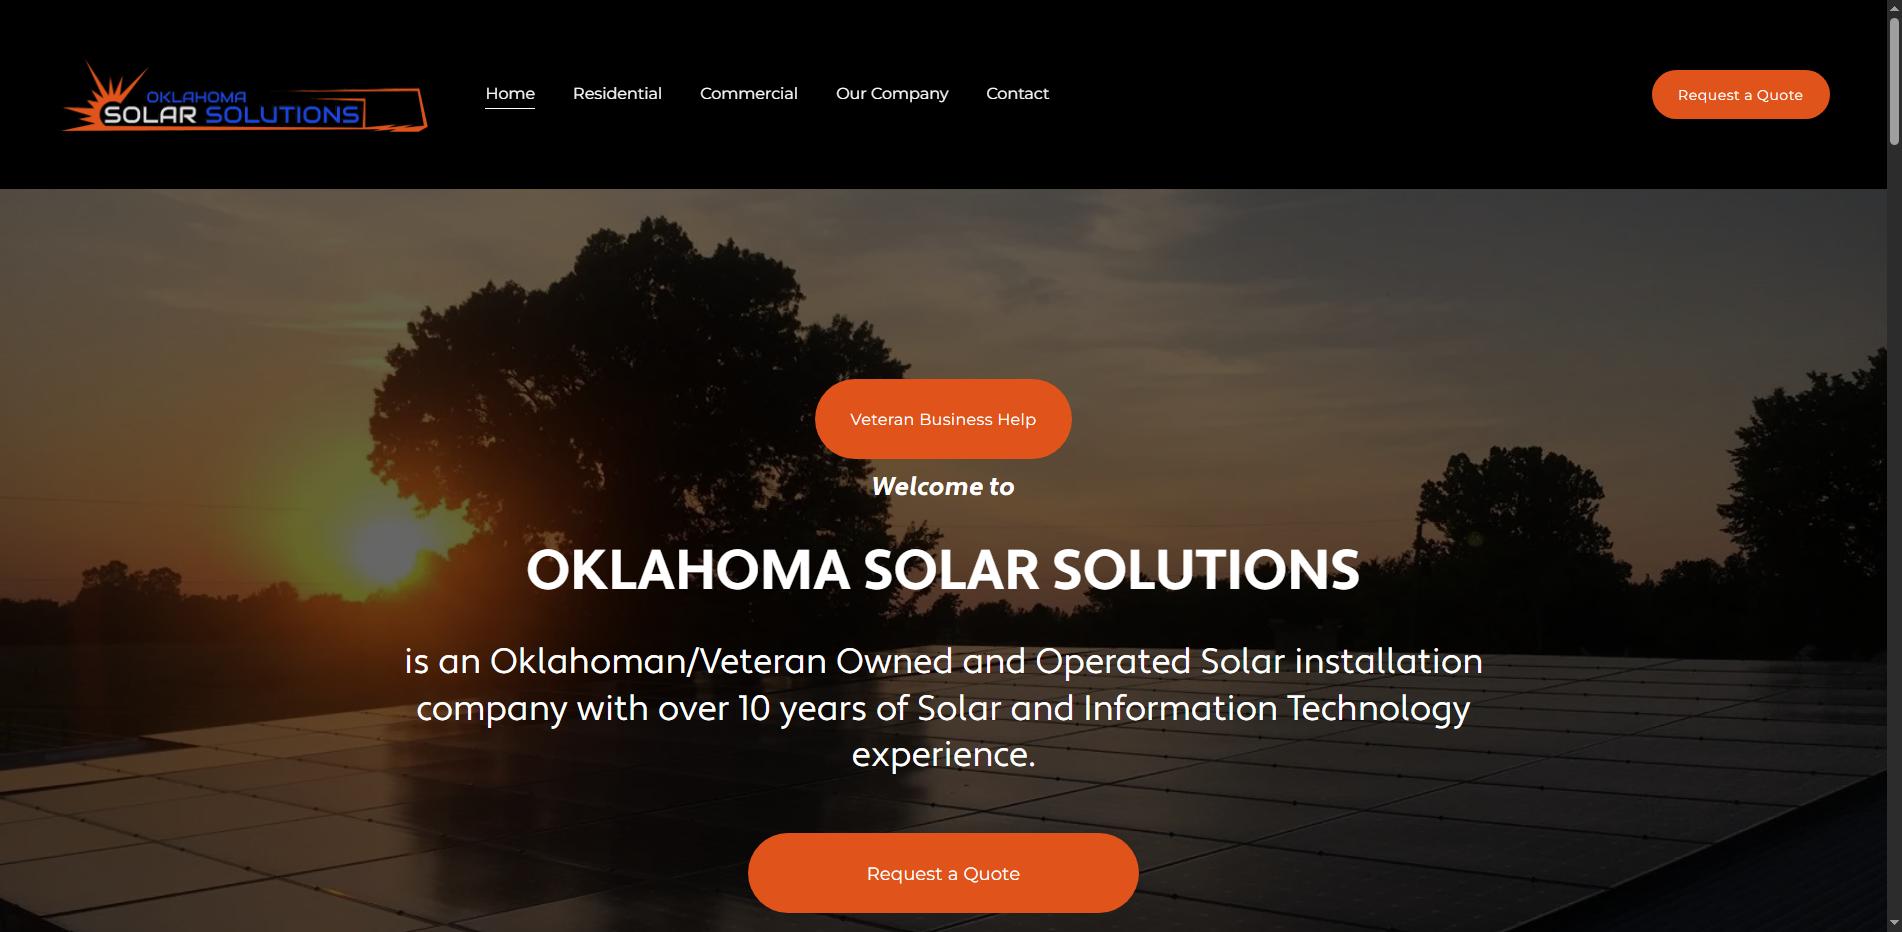 OKLAHOMA
SOLAR SOLUTIONS
Home
Residential
Commercial
Our Company
Contact
Request a Quote
Veteran Business Help
Welcome to
OKLAHOMA SOLAR SOLUTIONS
is an Oklahoman/Veteran Owned and Operated Solar installation
company with over 10 years of Solar and Information Technology
experience.
Request a Quote